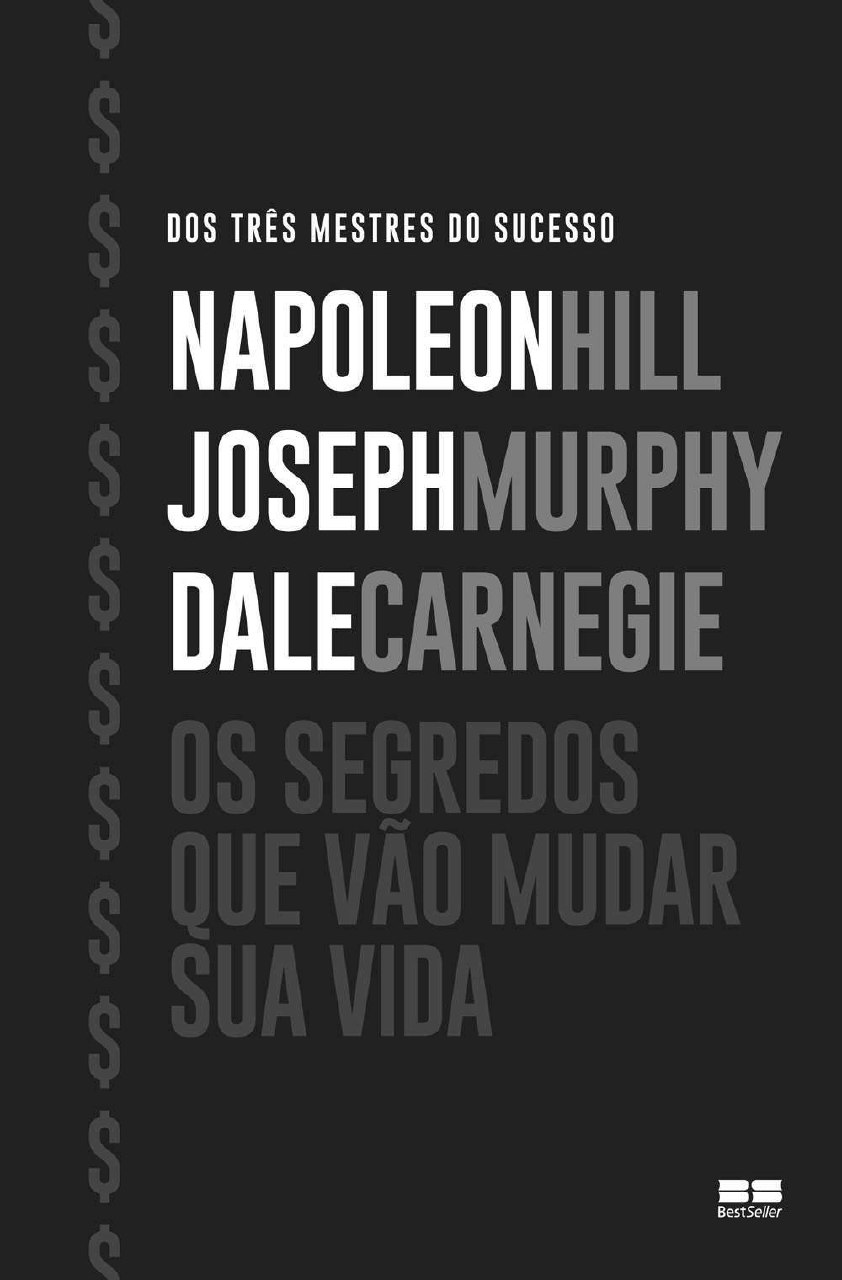 DOS TRÊS MESTRES DO SUCESSO
NAPOLEONHILL
JOSEPHMURPHY
DALECARNEGIE
OS SEGREDOS
QUE VÃO MUDAR
SUA VIDA
$
$
$
$
$
$
$
$
$
$
$
$
BS
BestSeller